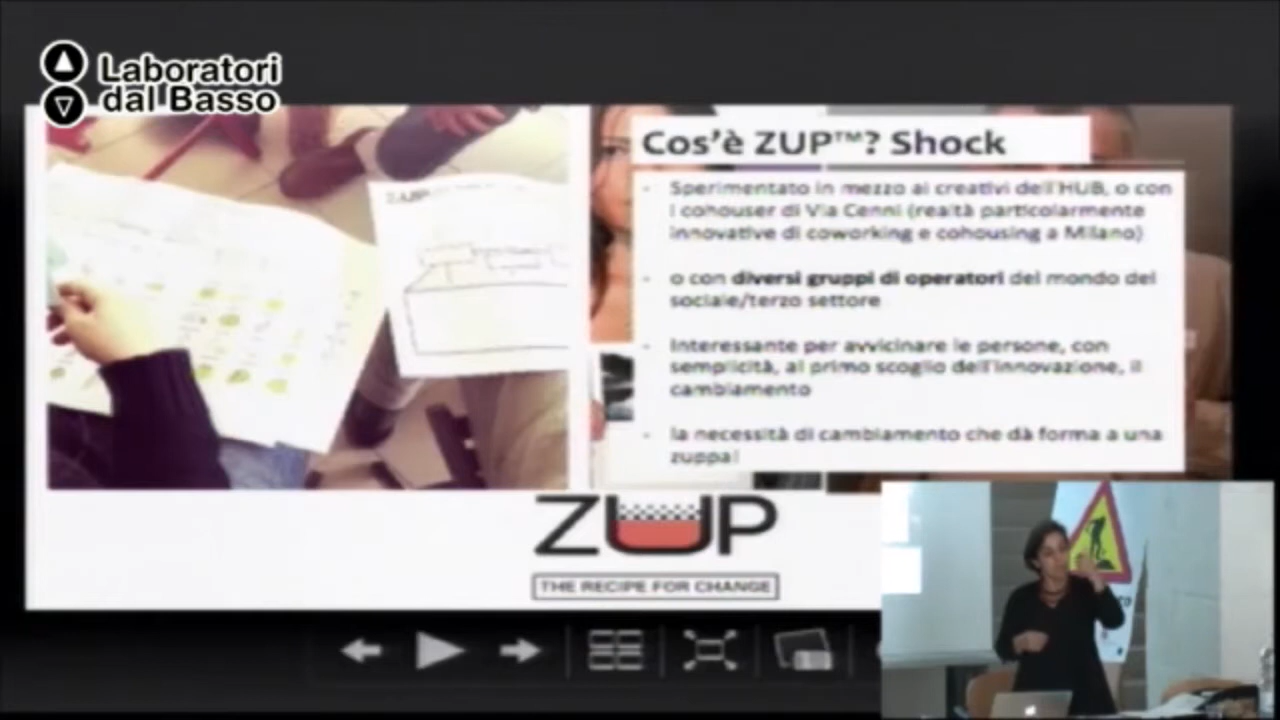 Laboratori
dal Basso
Cos'è ZUP™? Shock
- Sperimentato in mezzo ai creativi dell'HUB, o con
i cohouser di Via Cenni (realtà particolarmente
innovative di coworking e cohousing a Milano)
- o con diversi gruppi di operatori del mondo del
sociale/terzo settore
- Interessante per avvicinare le persone, con
semplicità, al primo scoglio dell'innovazione, il
cambiamento
- la necessità di cambiamento che dà forma a una
zuppa!
ZUP
THE RECIPE FOR CHANGE